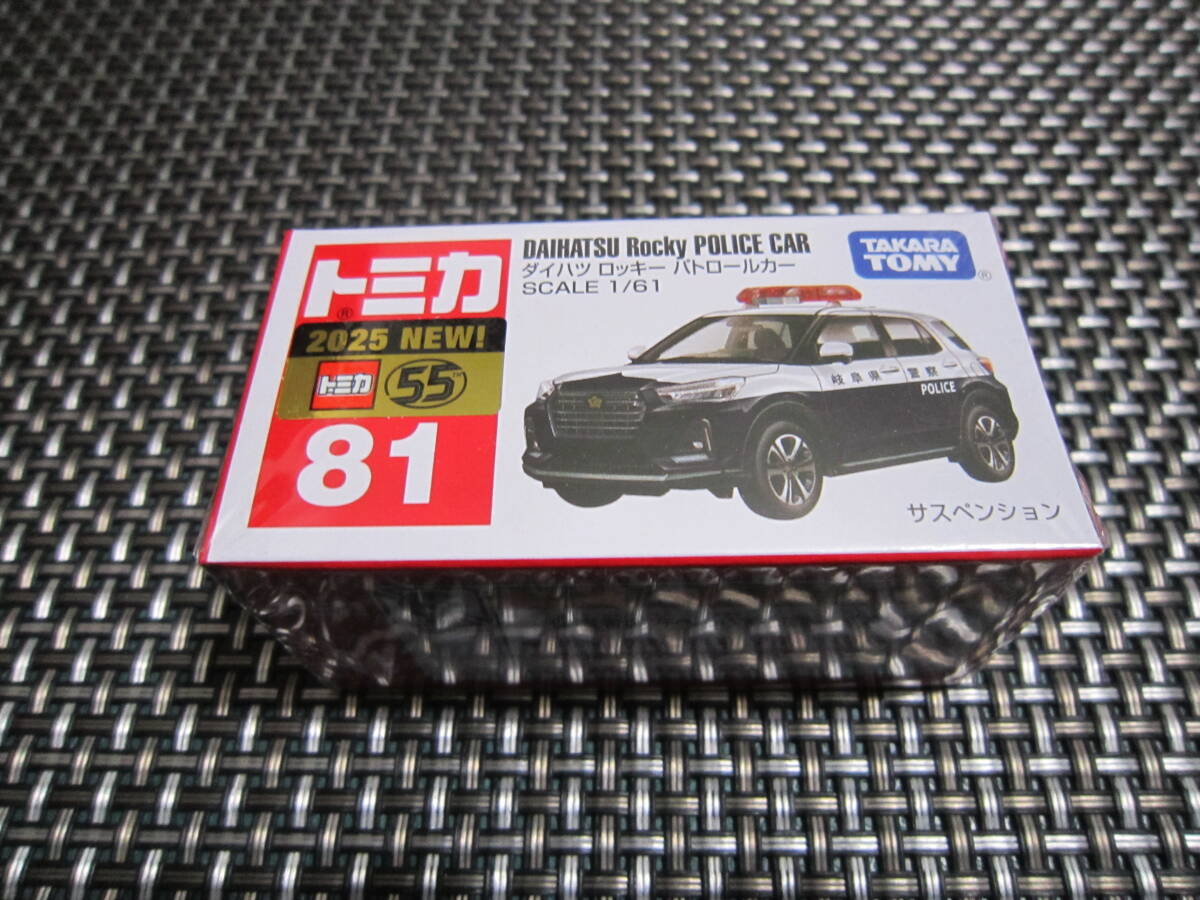 トミカ
®
2025 NEW!
トミカ 55™
81
DAIHATSU Rocky POLICE CAR
ダイハツ ロッキー パトロールカー
SCALE 1/61
TAKARA
TOMY
®
岐阜県警察
POLICE
サスペンション